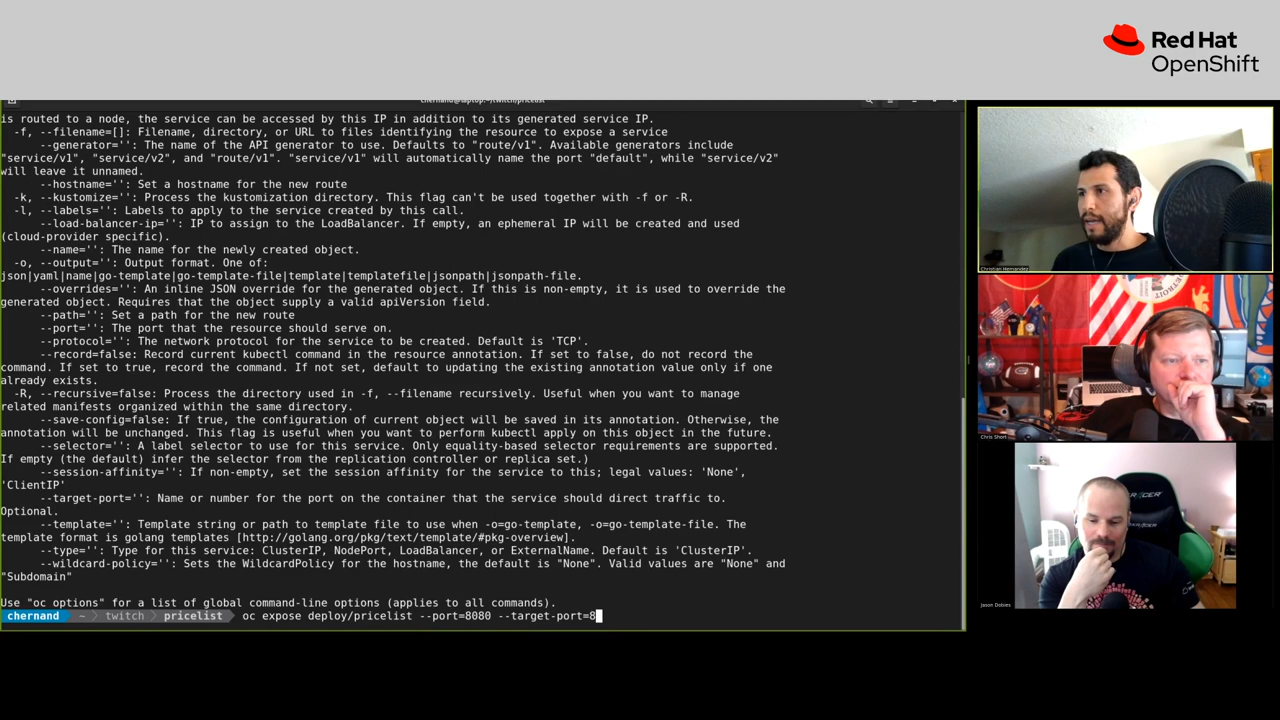 Red Hat
OpenShift
chernand@laptop:~/twitch/pricelist
is routed to a node, the service can be accessed by this IP in addition to its generated service IP.
-f, --filename=[]: Filename, directory, or URL to files identifying the resource to expose a service
--generator='': The name of the API generator to use. Defaults to "route/v1". Available generators include
"service/v1", "service/v2", and "route/v1". "service/v1" will automatically name the port "default", while "service/v2"
will leave it unnamed.
--hostname='': Set a hostname for the new route
-k, --kustomize='': Process the kustomization directory. This flag can't be used together with -f or -R.
-l, --labels='': Labels to apply to the service created by this call.
--load-balancer-ip='': IP to assign to the LoadBalancer. If empty, an ephemeral IP will be created and used
(cloud-provider specific).
--name='': The name for the newly created object.
-o, --output='': Output format. One of:
json|yaml|name|go-template|go-template-file|template|templatefile|jsonpath|jsonpath-file.
--overrides='': An inline JSON override for the generated object. If this is non-empty, it is used to override the
generated object. Requires that the object supply a valid apiVersion field.
--path='': Set a path for the new route
--port='': The port that the resource should serve on.
--protocol='': The network protocol for the service to be created. Default is 'TCP'.
--record=false: Record current kubectl command in the resource annotation. If set to false, do not record the
command. If set to true, record the command. If not set, default to updating the existing annotation value only if one
already exists.
-R, --recursive=false: Process the directory used in -f, --filename recursively. Useful when you want to manage
related manifests organized within the same directory.
--save-config=false: If true, the configuration of current object will be saved in its annotation. Otherwise, the
annotation will be unchanged. This flag is useful when you want to perform kubectl apply on this object in the future.
--selector='': A label selector to use for this service. Only equality-based selector requirements are supported.
If empty (the default) infer the selector from the replication controller or replica set.)
--session-affinity='': If non-empty, set the session affinity for the service to this; legal values: 'None',
'ClientIP'
--target-port='': Name or number for the port on the container that the service should direct traffic to.
Optional.
--template='': Template string or path to template file to use when -o=go-template, -o=go-template-file. The
template format is golang templates [http://golang.org/pkg/text/template/#pkg-overview].
--type='': Type for this service: ClusterIP, NodePort, LoadBalancer, or ExternalName. Default is 'ClusterIP'.
--wildcard-policy='': Sets the WildcardPolicy for the hostname, the default is "None". Valid values are "None" and
"Subdomain"
Use "oc options" for a list of global command-line options (applies to all commands).
chernand ~ twitch pricelist oc expose deploy/pricelist --port=8080 --target-port=8
Christian Hernandez
Chris Short
Jason Dobies